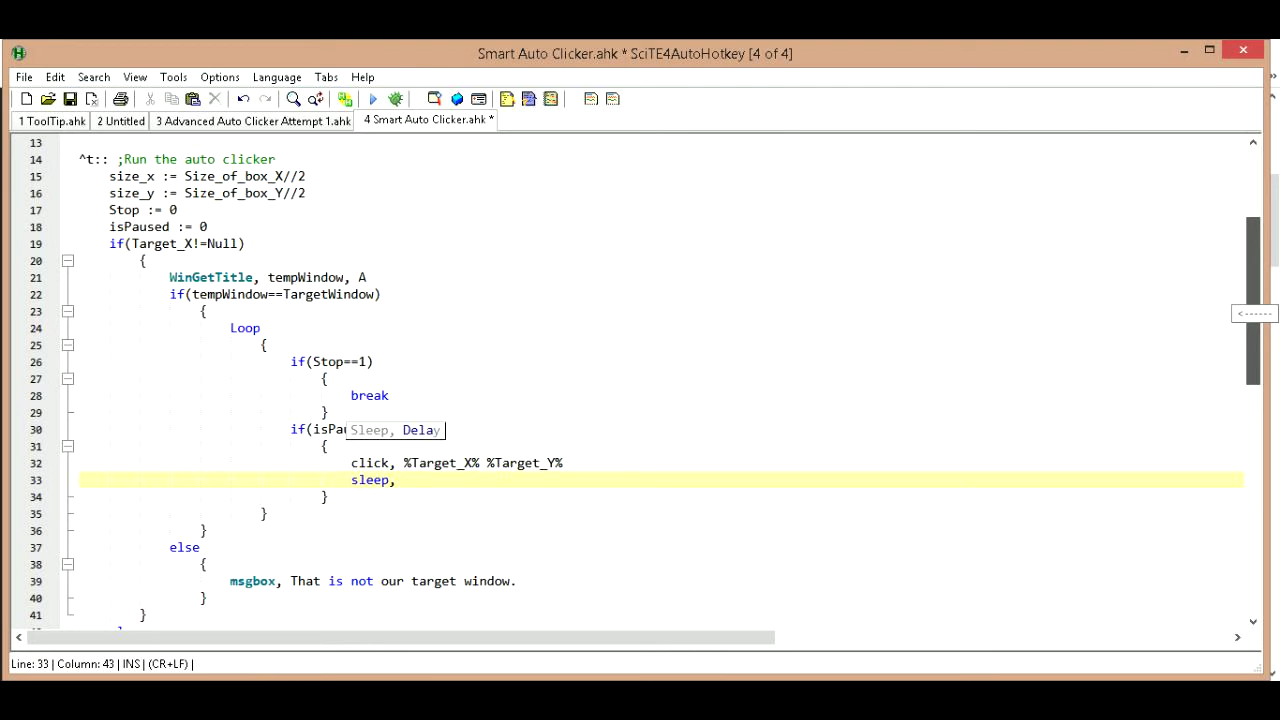 Smart Auto Clicker.ahk * SciTE4AutoHotkey [4 of 4]
File Edit Search View Tools Options Language Tabs Help
1 ToolTip.ahk 2 Untitled 3 Advanced Auto Clicker Attempt 1.ahk 4 Smart Auto Clicker.ahk *
13
14 ^t:: ;Run the auto clicker
15 size_x := Size_of_box_X//2
16 size_y := Size_of_box_Y//2
17 Stop := 0
18 isPaused := 0
19 if(Target_X!=Null)
20 {
21 WinGetTitle, tempWindow, A
22 if(tempWindow==TargetWindow)
23 {
24 Loop
25 {
26 if(Stop==1)
27 {
28 break
29 }
30 if(isPau
Sleep, Delay
31 {
32 click, %Target_X% %Target_Y%
33 sleep,
34 }
35 }
36 }
37 else
38 {
39 msgbox, That is not our target window.
40 }
41 }
<------
Line: 33 | Column: 43 | INS | (CR+LF) |